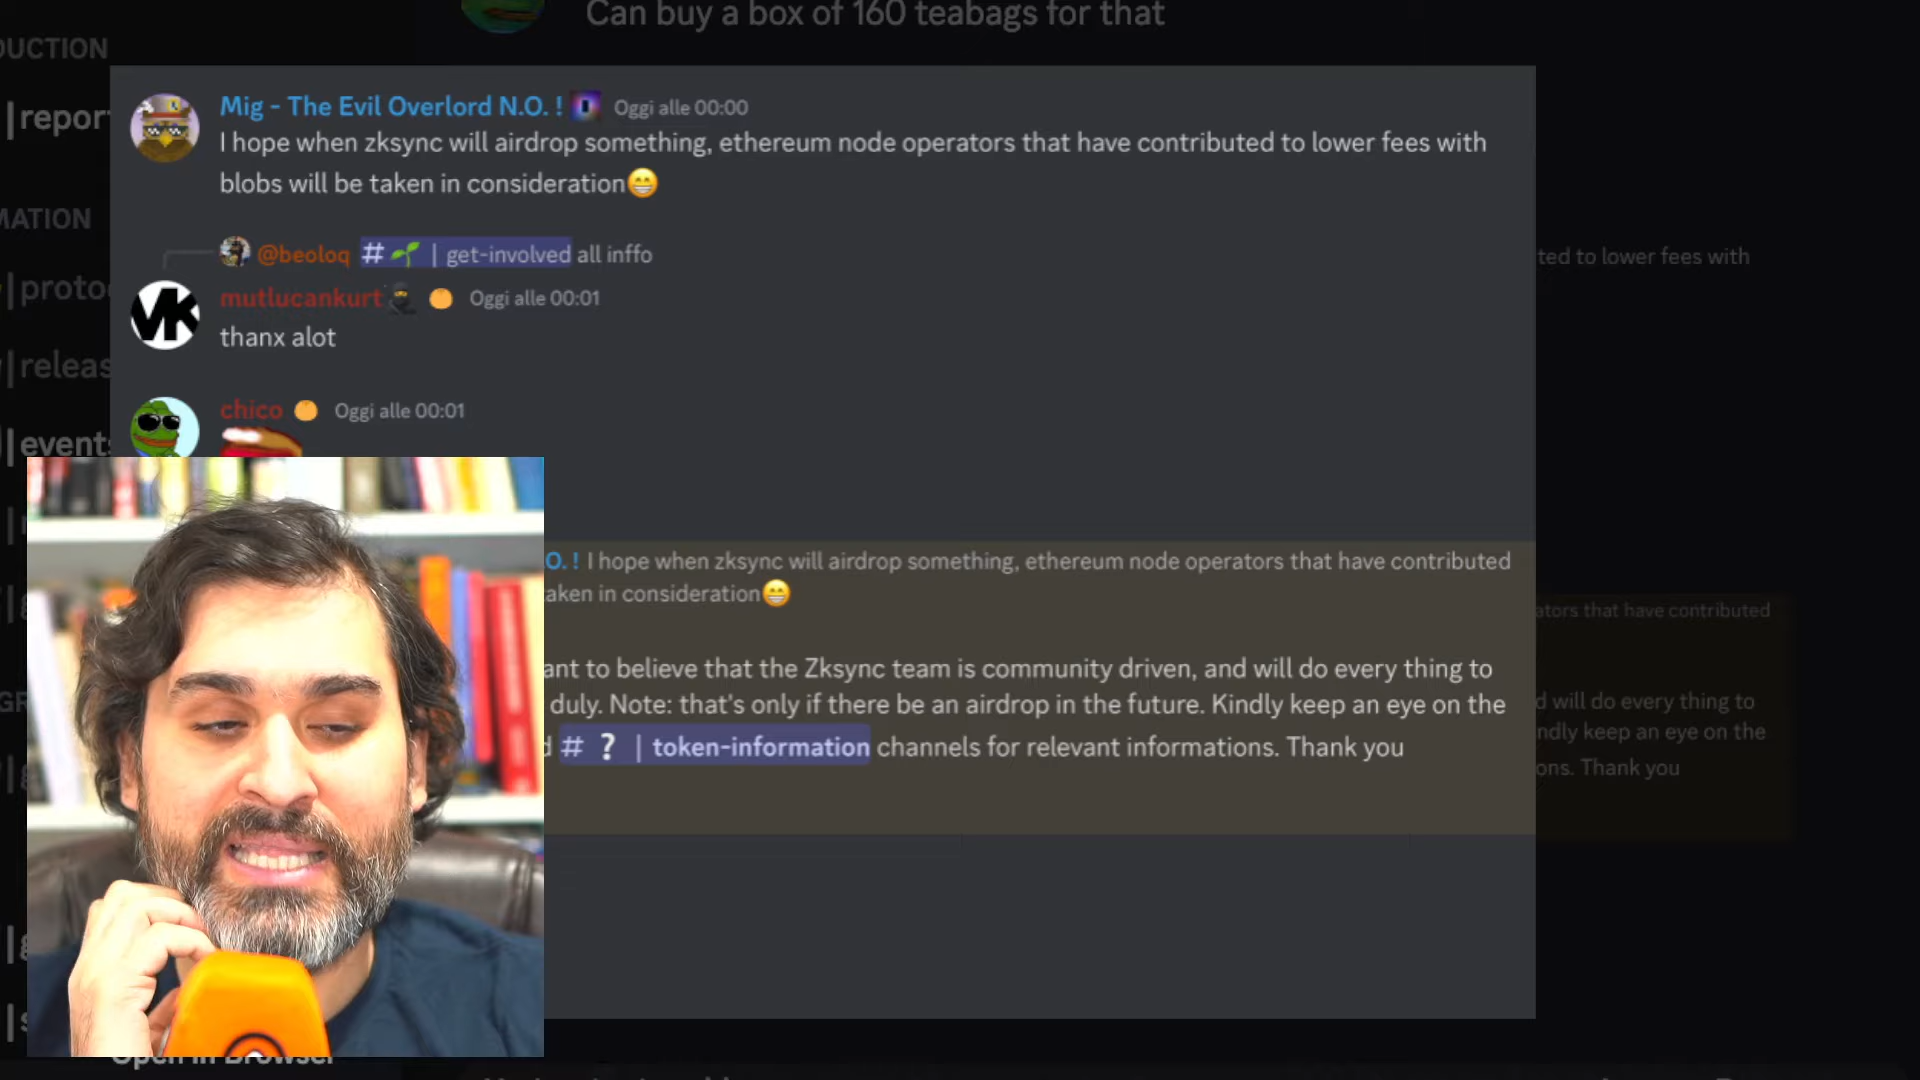 Can buy a box of 160 teabags for that
Mig - The Evil Overlord N.O. ! Oggi alle 00:00
I hope when zksync will airdrop something, ethereum node operators that have contributed to lower fees with
blobs will be taken in consideration😁
@beoloq # 🌱 | get-involved all inffo
mutlucankurt Oggi alle 00:01
thanx alot
chico 🍊 Oggi alle 00:01
O. ! I hope when zksync will airdrop something, ethereum node operators that have contributed
aken in consideration😁
ant to believe that the Zksync team is community driven, and will do every thing to
duly. Note: that's only if there be an airdrop in the future. Kindly keep an eye on the
d # ? | token-information channels for relevant informations. Thank you
DUCTION
|repor
MATION
|proto
|releas
|events
ted to lower fees with
ators that have contributed
d will do every thing to
ndly keep an eye on the
ons. Thank you
Open in Browser